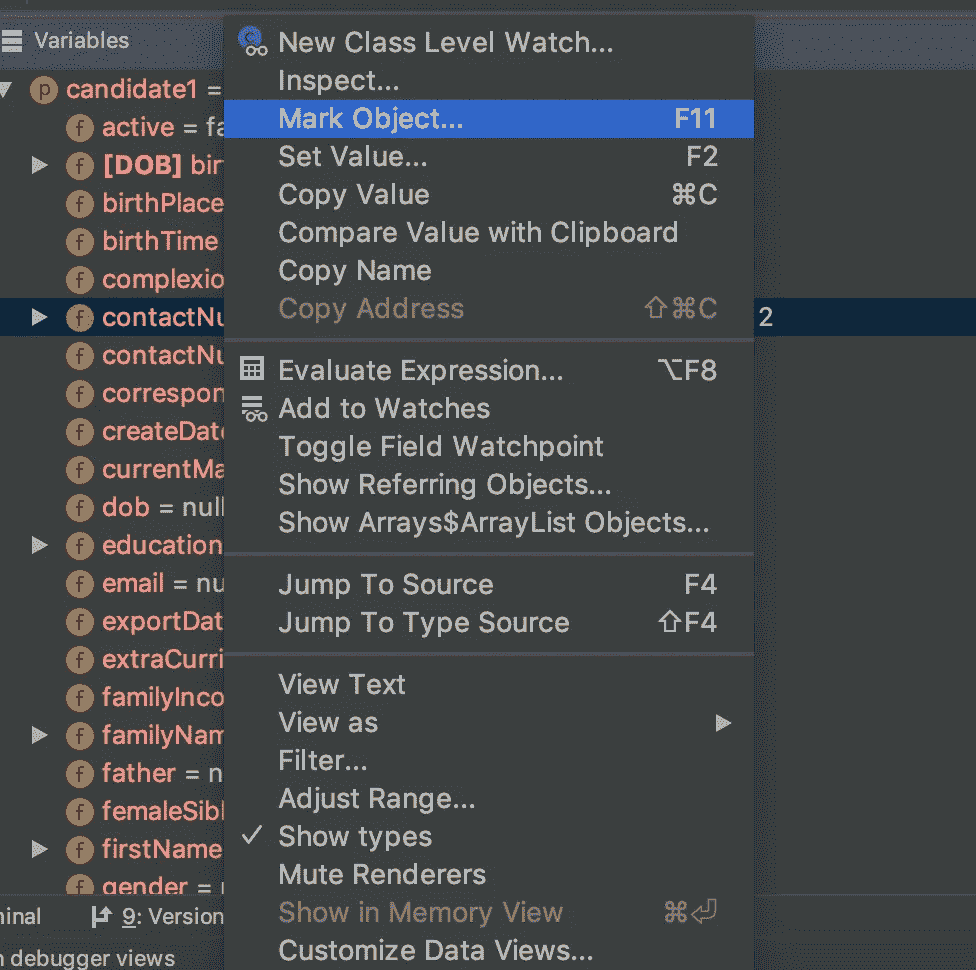 Variables
candidate1 =
active = fa
[DOB] bir
birthPlace
birthTime
complexio
contactNu
2
contactNu
correspon
createDat
currentMa
dob = null
education
email = nu
exportDat
extraCurri
familyInco
familyNam
father = n
femaleSibl
firstName
gender =
minal
9: Version
n debugger views
New Class Level Watch...
Inspect...
Mark Object... F11
Set Value... F2
Copy Value ⌘C
Compare Value with Clipboard
Copy Name
Copy Address ⇧⌘C
Evaluate Expression... ⌥F8
Add to Watches
Toggle Field Watchpoint
Show Referring Objects...
Show Arrays$ArrayList Objects...
Jump To Source F4
Jump To Type Source ⇧F4
View Text
View as
Filter...
Adjust Range...
✓ Show types
Mute Renderers
Show in Memory View ⌘⏎
Customize Data Views...